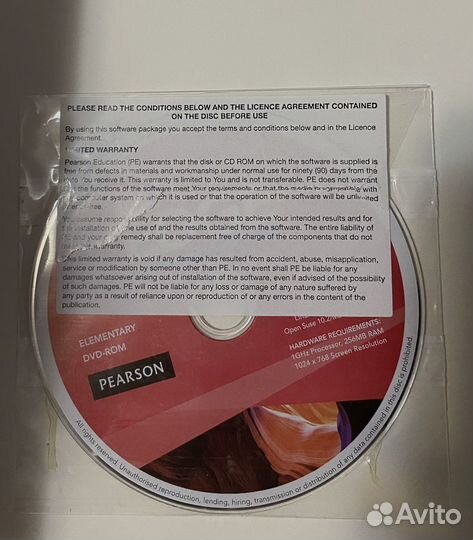 PLEASE READ THE CONDITIONS BELOW AND THE LICENCE AGREEMENT CONTAINED
ON THE DISC BEFORE USE
By using this software package you accept the terms and conditions below and in the Licence
Agreement.
LIMITED WARRANTY
Pearson Education (PE) warrants that the disk or CD ROM on which the software is supplied is
free from defects in materials and workmanship under normal use for ninety (90) days from the
date You receive it. This warranty is limited to You and is not transferable. PE does not warrant
that the functions of the software meet Your requirements or that the media is compatible with
any computer system on which it is used or that the operation of the software will be unlimited
or error-free.
You assume responsibility for selecting the software to achieve Your intended results and for
the installation of, the use of and the results obtained from the software. The entire liability of
PE and your only remedy shall be replacement free of charge of the components that do not
meet this warranty.
This limited warranty is void if any damage has resulted from accident, abuse, misapplication,
service or modification by someone other than PE. In no event shall PE be liable for any
damages whatsoever arising out of installation of the software, even if advised of the possibility
of such damages. PE will not be liable for any loss or damage of any nature suffered by
any party as a result of reliance upon or reproduction of or any errors in the content of the
publication.
Open Suse 10.2/
HARDWARE REQUIREMENTS:
1GHz Processor, 256MB RAM
1024 x 768 Screen Resolution
ELEMENTARY
DVD-ROM
PEARSON
All rights reserved. Unauthorised reproduction, lending, hiring, transmission or distribution of any data contained in this disc is prohibited.
Avito